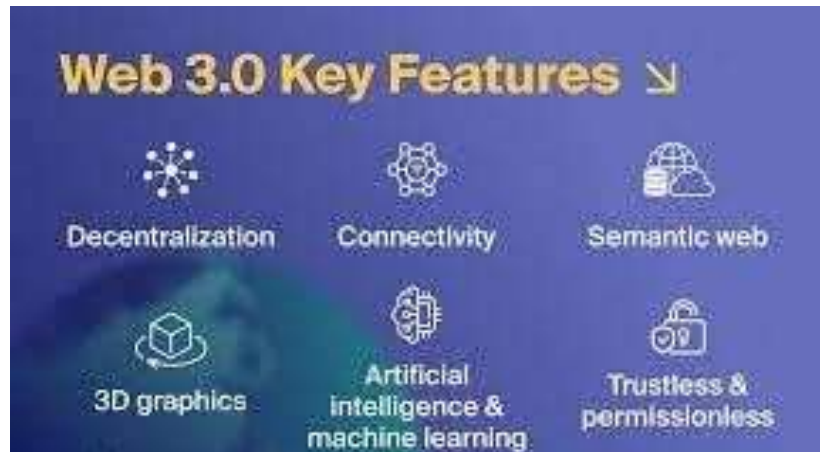 Web 3.0 Key Features
Decentralization
Connectivity
Semantic web
3D graphics
Artificial
intelligence &
machine learning
Trustless &
permissionless